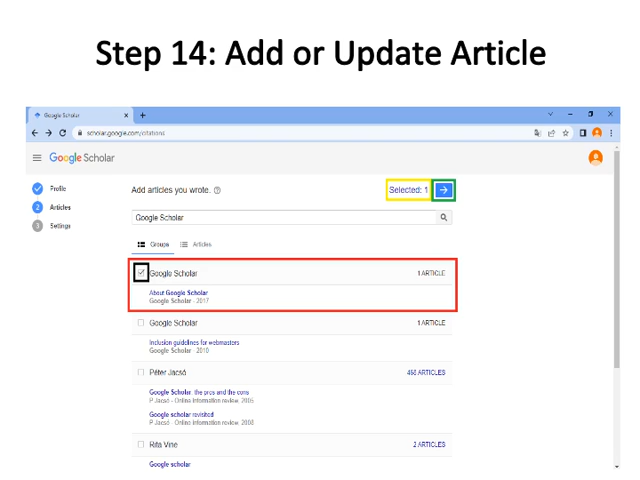 Step 14: Add or Update Article
Google Scholar
scholar.google.com/citations
Google Scholar
Profile
Add articles you wrote.
Selected: 1
2 Articles
3 Settings
Google Scholar
Groups Articles
Google Scholar 1 ARTICLE
About Google Scholar
Google Scholar - 2017
Google Scholar 1 ARTICLE
Inclusion guidelines for webmasters
Google Scholar - 2010
Péter Jacsó 458 ARTICLES
Google Scholar: the pros and the cons
P Jacsó - Online information review, 2005
Google scholar revisited
P Jacsó - Online information review, 2008
Rita Vine 2 ARTICLES
Google scholar